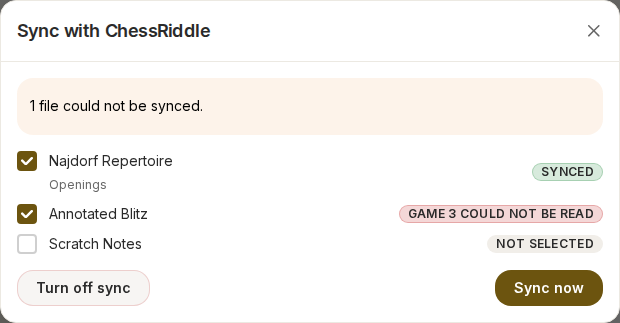 Sync with ChessRiddle
1 file could not be synced.
Najdorf Repertoire
Openings
SYNCED
Annotated Blitz
GAME 3 COULD NOT BE READ
Scratch Notes
NOT SELECTED
Turn off sync
Sync now